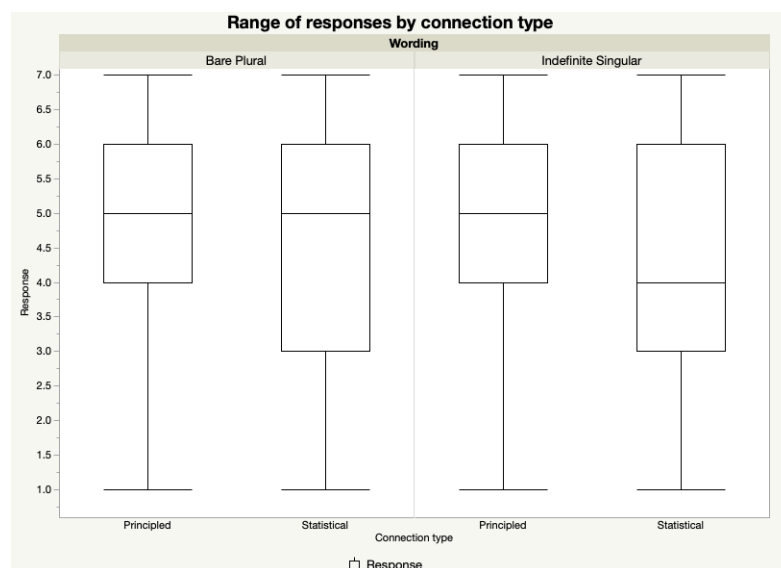 Range of responses by connection type
Wording
Bare Plural Indefinite Singular
7.0
6.5
6.0
5.5
5.0
4.5
4.0
3.5
3.0
2.5
2.0
1.5
1.0
Response
Principled Statistical Principled Statistical
Connection type
Response